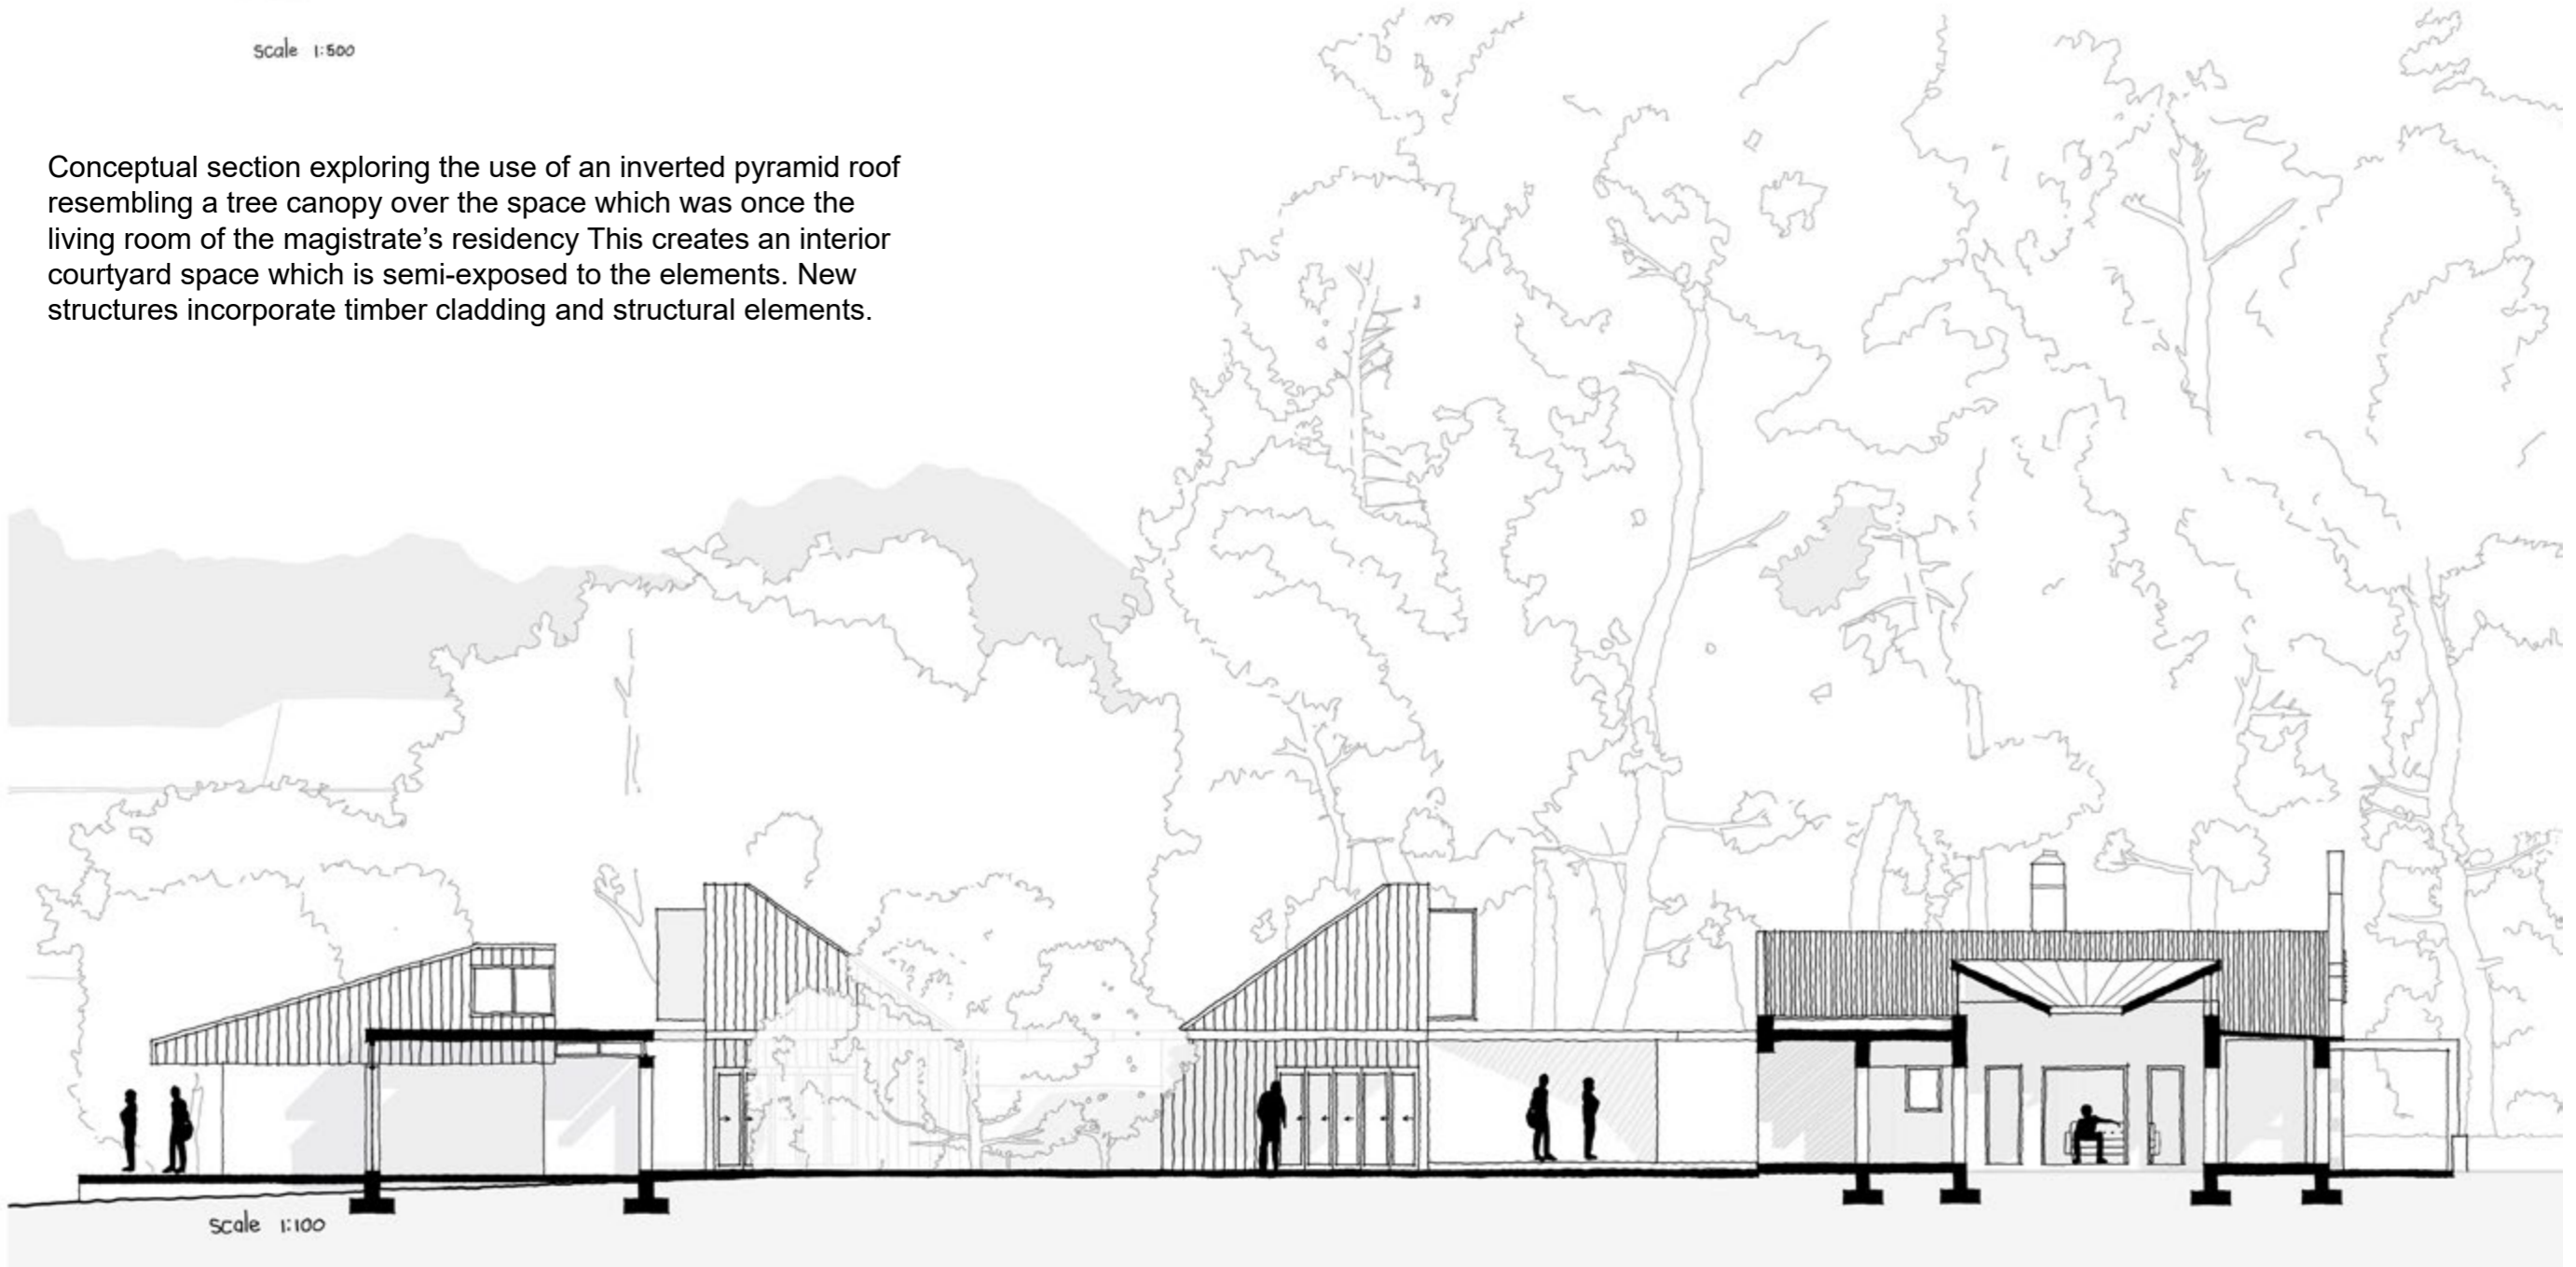 scale 1:500
Conceptual section exploring the use of an inverted pyramid roof
resembling a tree canopy over the space which was once the
living room of the magistrate's residency This creates an interior
courtyard space which is semi-exposed to the elements. New
structures incorporate timber cladding and structural elements.
scale 1:100